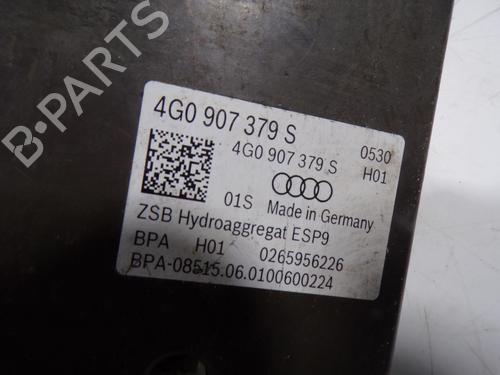 4G0 907 379 S
4G0 907 379 S 0530
H01
01S Made in Germany
ZSB Hydroaggregat ESP9
BPA H01 0265956226
BPA-08515.06.0100600224
B-PARTS